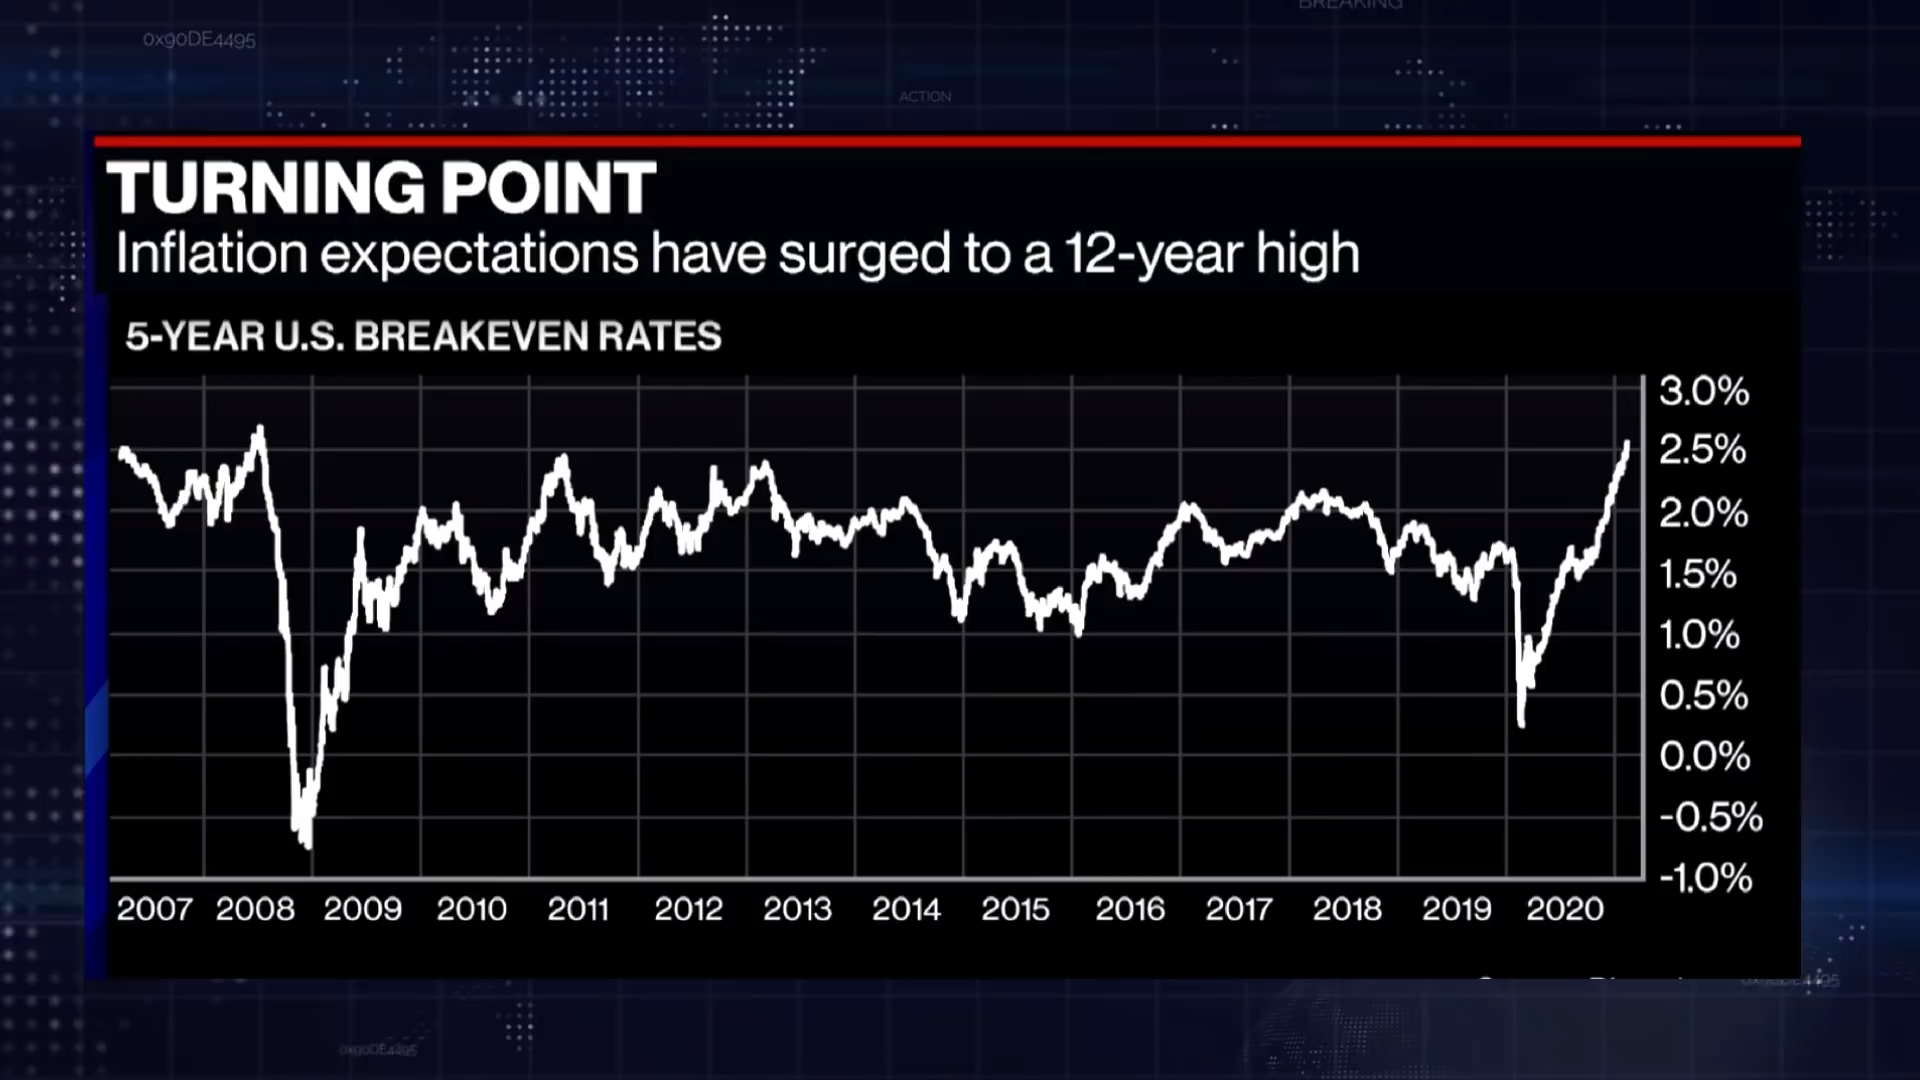 BREAKING
0x90DE4495
ACTION
TURNING POINT
Inflation expectations have surged to a 12-year high
5-YEAR U.S. BREAKEVEN RATES
3.0%
2.5%
2.0%
1.5%
1.0%
0.5%
0.0%
-0.5%
-1.0%
2007 2008 2009 2010 2011 2012 2013 2014 2015 2016 2017 2018 2019 2020
0x90DE4495